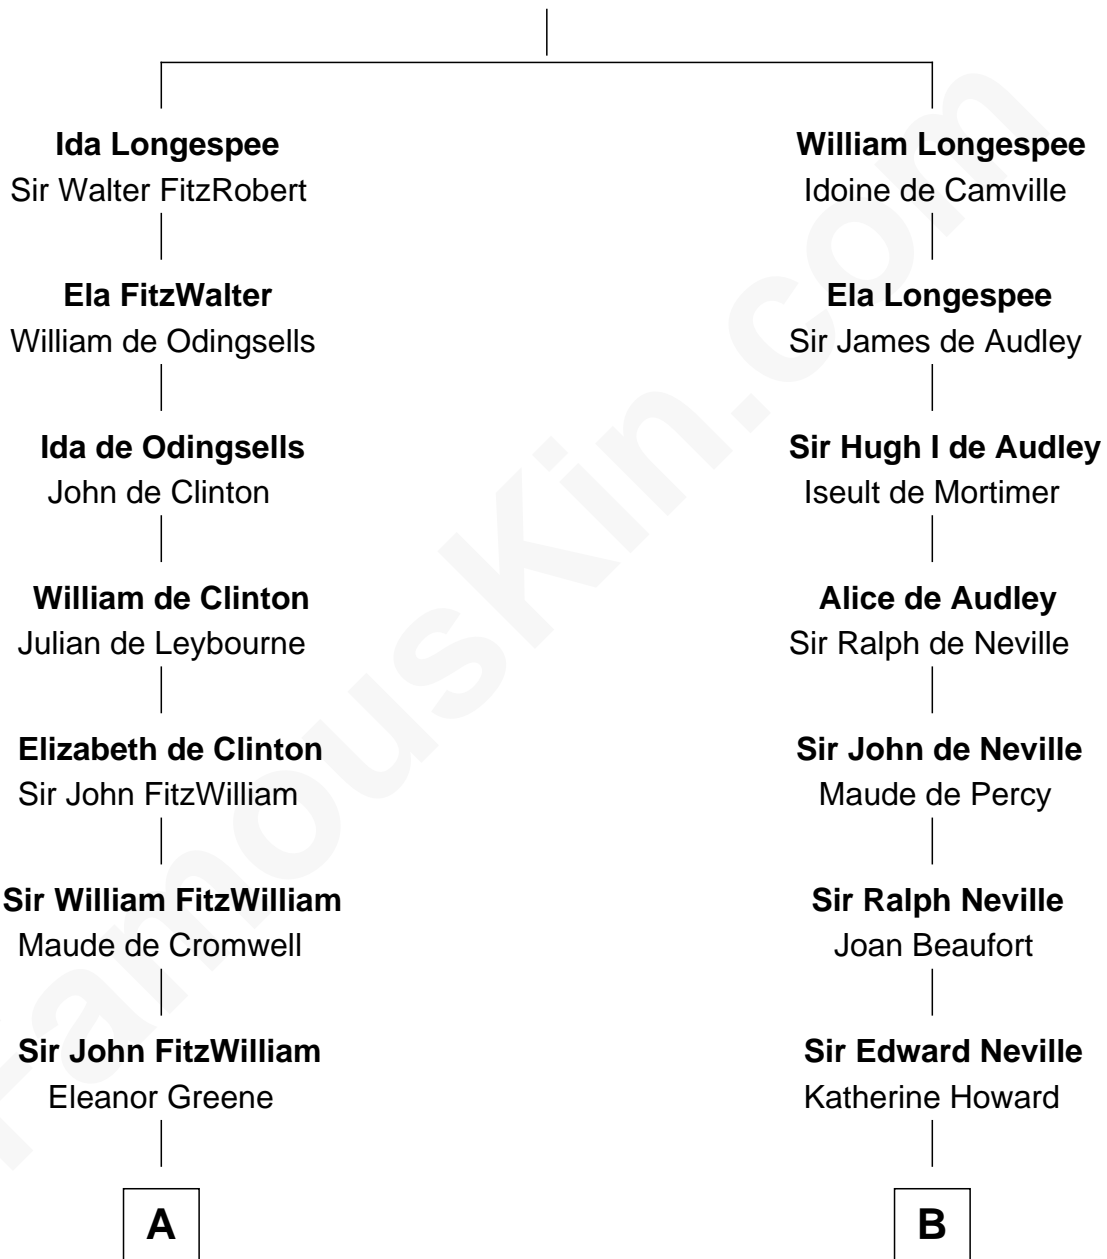 Ida Longespee
Sir Walter FitzRobert
Ela FitzWalter
William de Odingsells
Ida de Odingsells
John de Clinton
William de Clinton
Julian de Leybourne
Elizabeth de Clinton
Sir John FitzWilliam
Sir William FitzWilliam
Maude de Cromwell
Sir John FitzWilliam
Eleanor Greene
A
William Longespee
Idoine de Camville
Ela Longespee
Sir James de Audley
Sir Hugh I de Audley
Iseult de Mortimer
Alice de Audley
Sir Ralph de Neville
Sir John de Neville
Maude de Percy
Sir Ralph Neville
Joan Beaufort
Sir Edward Neville
Katherine Howard
B
FamousKin.com